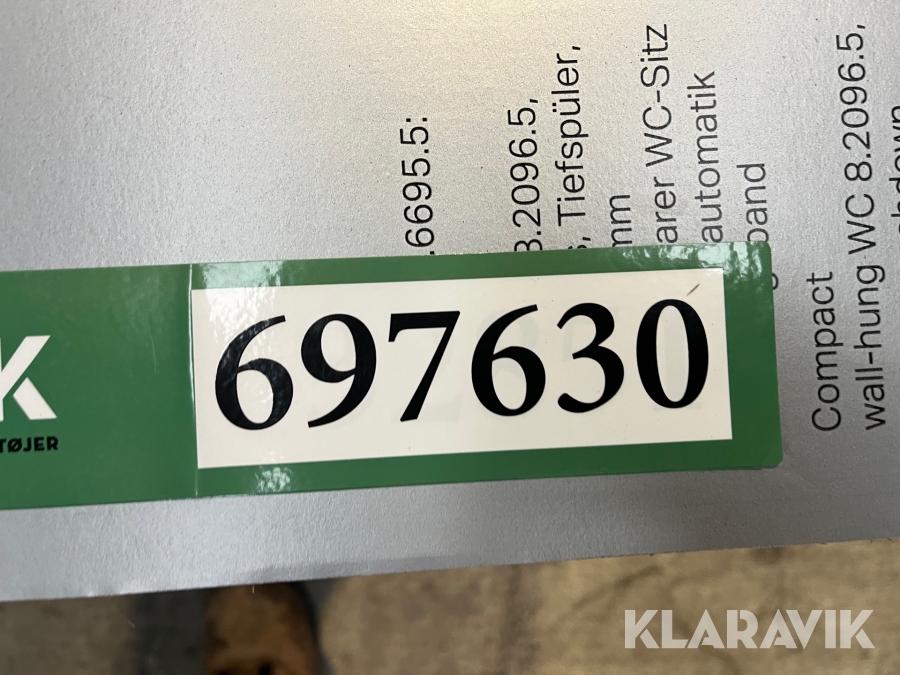 .6695.5:
8.2096.5,
Tiefspüler,
mm
arer WC-Sitz
automatik
band
Compact
wall-hung WC 8.2096.5,
K
TØJER
697630
KLARAVIK